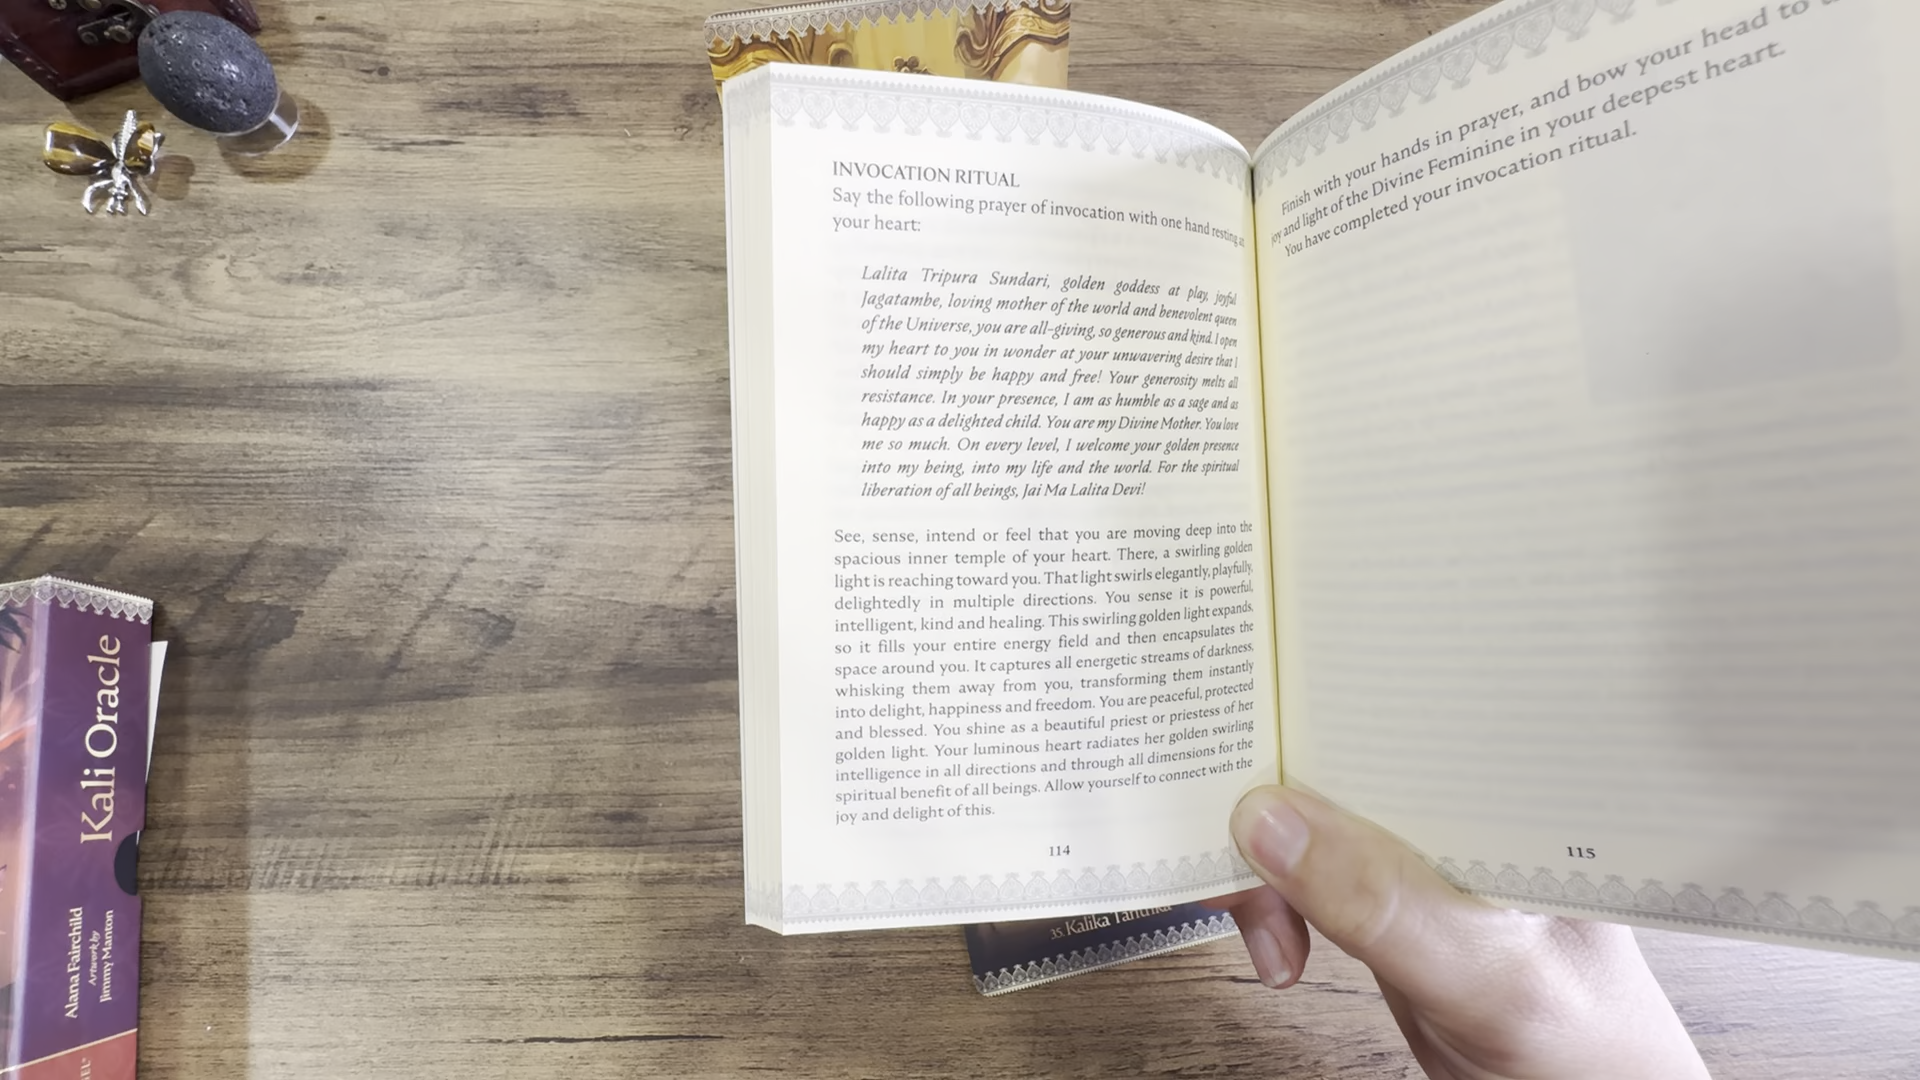 INVOCATION RITUAL
Say the following prayer of invocation with one hand resting at
your heart:
Lalita Tripura Sundari, golden goddess at play, joyful
Jagatambe, loving mother of the world and benevolent queen
of the Universe, you are all-giving, so generous and kind. I open
my heart to you in wonder at your unwavering desire that I
should simply be happy and free! Your generosity melts all
resistance. In your presence, I am as humble as a sage and as
happy as a delighted child. You are my Divine Mother. You love
me so much. On every level, I welcome your golden presence
into my being, into my life and the world. For the spiritual
liberation of all beings, Jai Ma Lalita Devi!
See, sense, intend or feel that you are moving deep into the
spacious inner temple of your heart. There, a swirling golden
light is reaching toward you. That light swirls elegantly, playfully,
delightedly in multiple directions. You sense it is powerful,
intelligent, kind and healing. This swirling golden light expands,
so it fills your entire energy field and then encapsulates the
space around you. It captures all energetic streams of darkness,
whisking them away from you, transforming them instantly
into delight, happiness and freedom. You are peaceful, protected
and blessed. You shine as a beautiful priest or priestess of her
golden light. Your luminous heart radiates her golden swirling
intelligence in all directions and through all dimensions for the
spiritual benefit of all beings. Allow yourself to connect with the
joy and delight of this.
114
Finish with your hands in prayer, and bow your head to
joy and light of the Divine Feminine in your deepest heart.
You have completed your invocation ritual.
115
35. Kalika
Kali Oracle
Alana Fairchild
Artwork by
Jimmy Manton